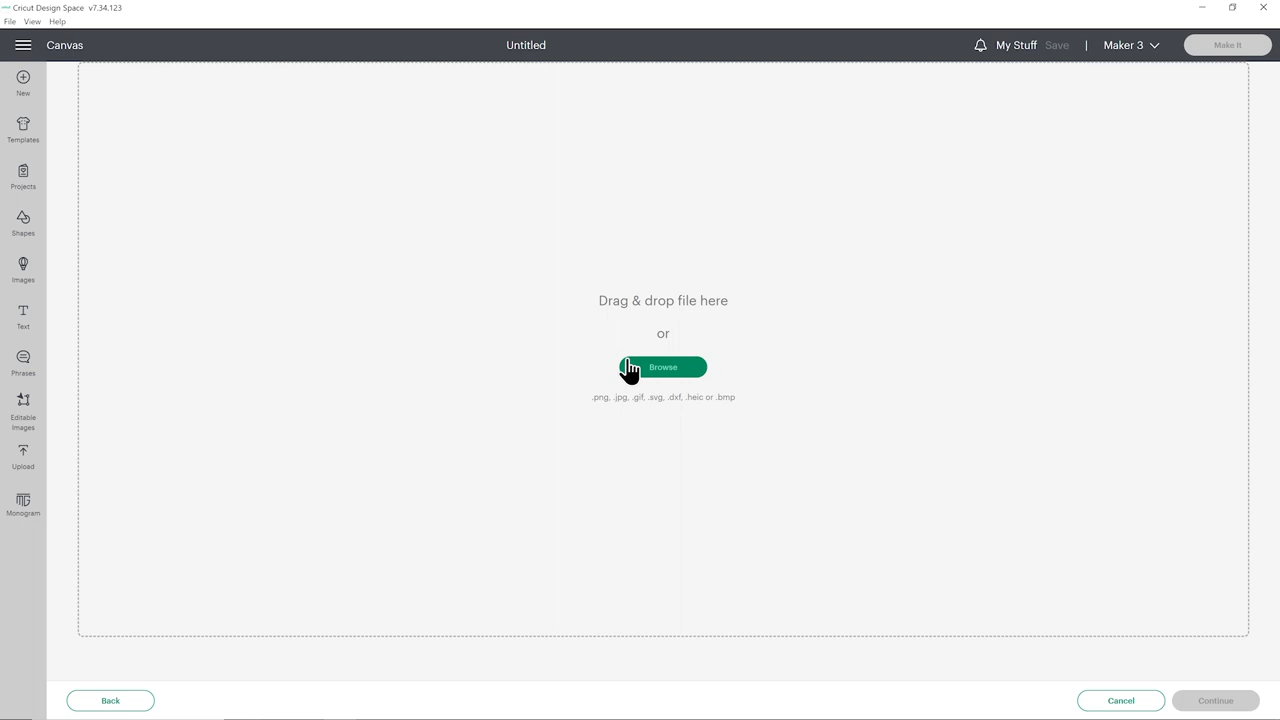 Cricut Design Space v7.34.123
File View Help
Canvas
Untitled
My Stuff Save | Maker 3
Make It
New
Templates
Projects
Shapes
Images
Text
Phrases
Editable
Images
Upload
Monogram
Drag & drop file here
or
Browse
.png, .jpg, .gif, .svg, .dxf, .heic or .bmp
Back
Cancel
Continue